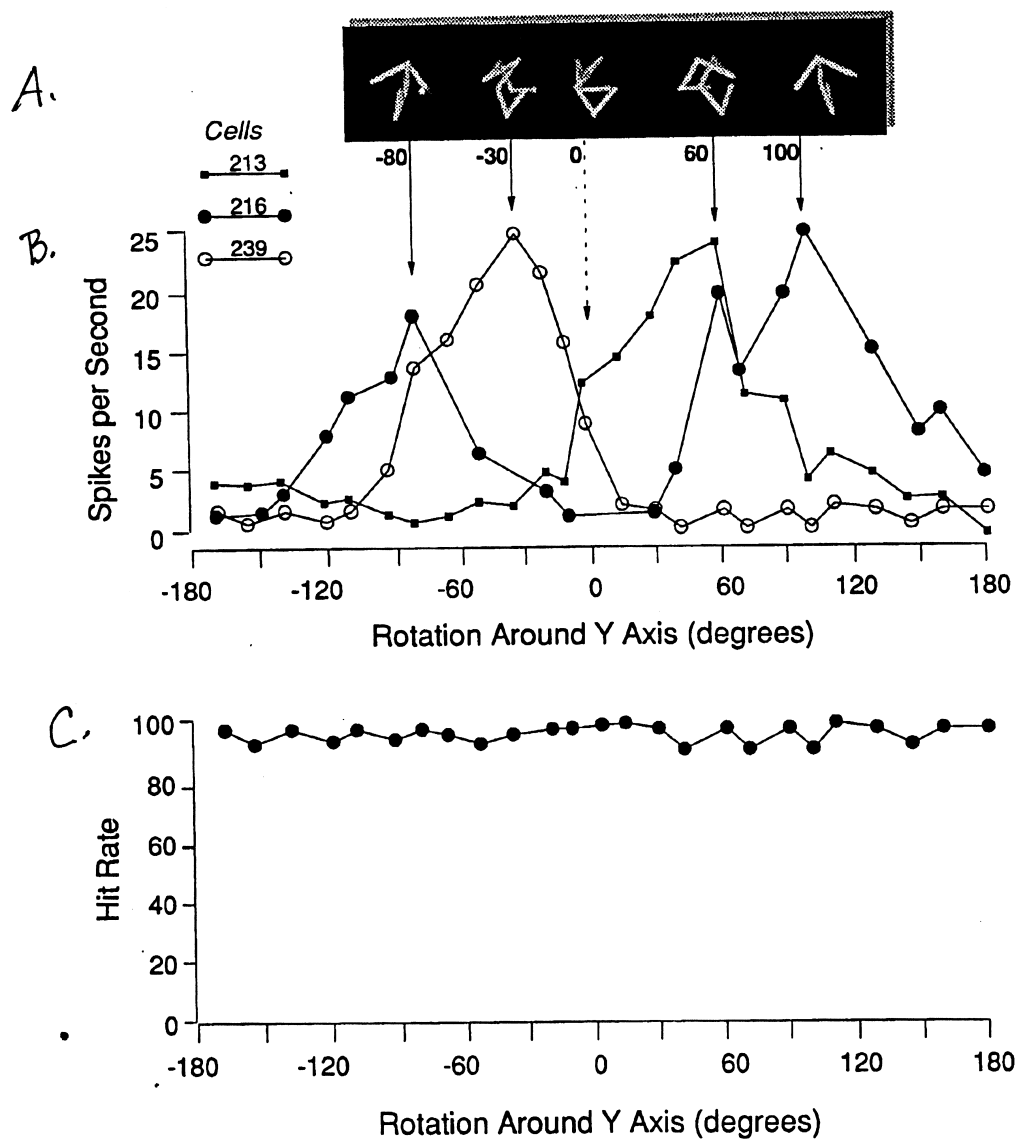 A.
-80 -30 0 60 100
Cells
213
216
239
B.
Spikes per Second
25
20
15
10
5
0
-180 -120 -60 0 60 120 180
Rotation Around Y Axis (degrees)
C.
Hit Rate
100
80
60
40
20
0
-180 -120 -60 0 60 120 180
Rotation Around Y Axis (degrees)